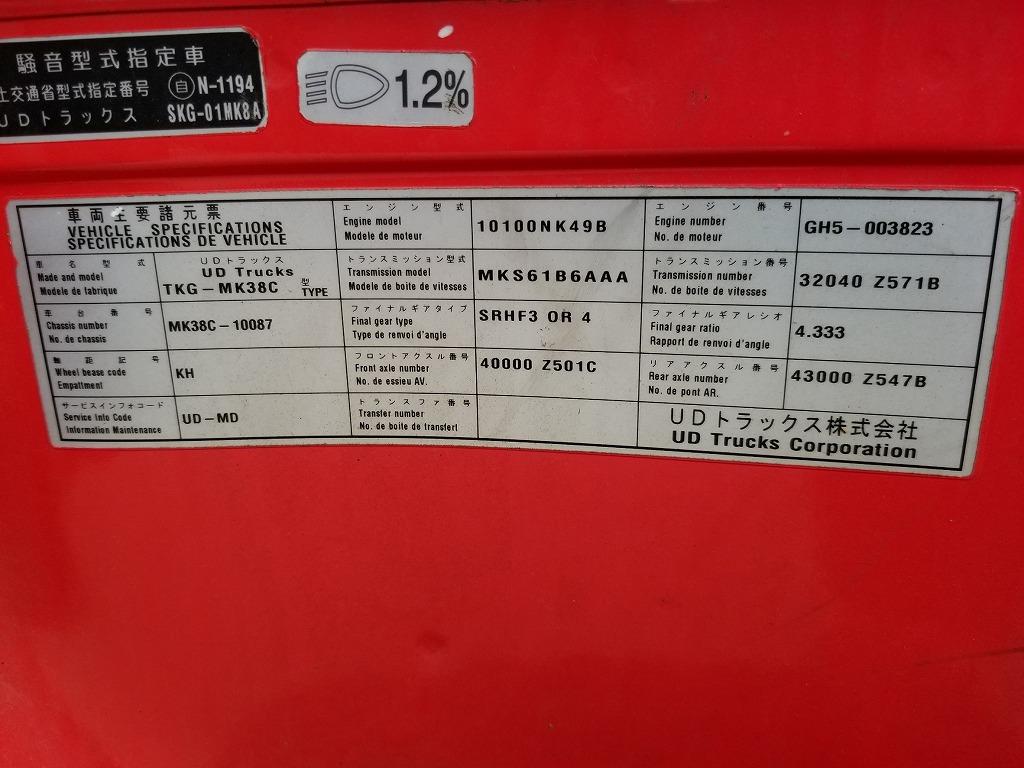 騒音型式指定車
土交通省型式指定番号 自 N-1194
UDトラックス SKG-01MK8A
1.2%
車両主要諸元票
VEHICLE SPECIFICATIONS
SPECIFICATIONS DE VEHICLE
エンジン型式
Engine model
Modele de moteur
10100NK49B
エンジン番号
Engine number
No. de moteur
GH5-003823
車名型式
Made and model
Modele de fabrique
UDトラックス
UD Trucks
TKG-MK38C 型 TYPE
トランスミッション型式
Transmission model
Modele de boite de vitesses
MKS61B6AAA
トランスミッション番号
Transmission number
No. de boite de vitesses
32040 Z571B
車台番号
Chassis number
No. de chassis
MK38C-10087
ファイナルギアタイプ
Final gear type
Type de renvoi d'angle
SRHF3 OR 4
ファイナルギアレシオ
Final gear ratio
Rapport de renvoi d'angle
4.333
軸距記号
Wheel bease code
Empattment
KH
フロントアクスル番号
Front axle number
No. de essieu AV.
40000 Z501C
リアアクスル番号
Rear axle number
No. de pont AR.
43000 Z547B
サービスインフォコード
Service Info Code
Information Maintenance
UD-MD
トランスファ番号
Transfer number
No. de boite de transfert
UDトラックス株式会社
UD Trucks Corporation